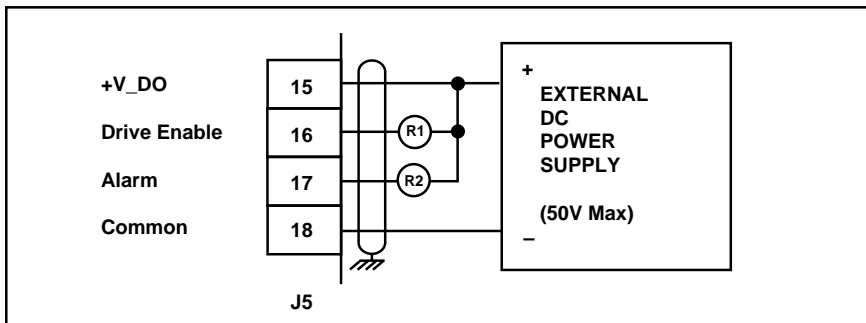 +V_DO
15
Drive Enable
16
Alarm
17
Common
18
J5
R1
R2
+
EXTERNAL
DC
POWER
SUPPLY
(50V Max)
–